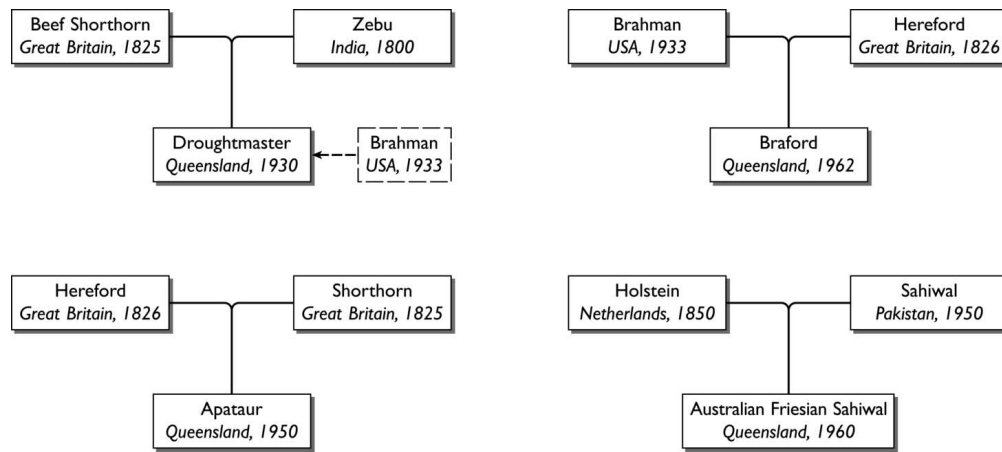 Beef Shorthorn
Great Britain, 1825
Zebu
India, 1800
Droughtmaster
Queensland, 1930
Brahman
USA, 1933
Brahman
USA, 1933
Hereford
Great Britain, 1826
Braford
Queensland, 1962
Hereford
Great Britain, 1826
Shorthorn
Great Britain, 1825
Apataur
Queensland, 1950
Holstein
Netherlands, 1850
Sahiwal
Pakistan, 1950
Australian Friesian Sahiwal
Queensland, 1960